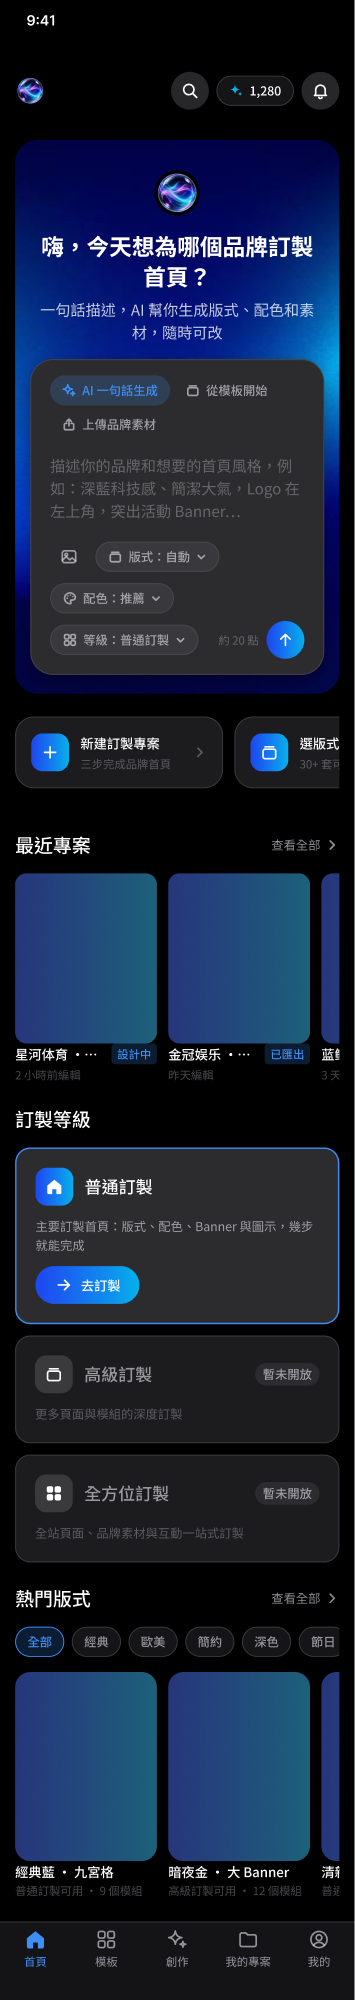 9:41
1,280
嗨，今天想為哪個品牌訂製
首頁？
一句話描述，AI 幫你生成版式、配色和素
材，隨時可改
AI 一句話生成
從模板開始
上傳品牌素材
描述你的品牌和想要的首頁風格，例
如：深藍科技感、簡潔大氣，Logo 在
左上角，突出活動 Banner…
版式：自動
配色：推薦
等級：普通訂製
約 20 點
新建訂製專案
三步完成品牌首頁
選版式
30+ 套
最近專案
查看全部
星河体育 · …
設計中
2 小時前編輯
金冠娱乐 · …
已匯出
昨天編輯
蓝
3 天
訂製等級
普通訂製
主要訂製首頁：版式、配色、Banner 與圖示，幾步
就能完成
去訂製
高級訂製
暫未開放
更多頁面與模組的深度訂製
全方位訂製
暫未開放
全站頁面、品牌素材與互動一站式訂製
熱門版式
查看全部
全部
經典
歐美
簡約
深色
節日
經典藍 · 九宮格
普通訂製可用 · 9 個模組
暗夜金 · 大 Banner
高級訂製可用 · 12 個模組
清
首頁
模板
創作
我的專案
我的